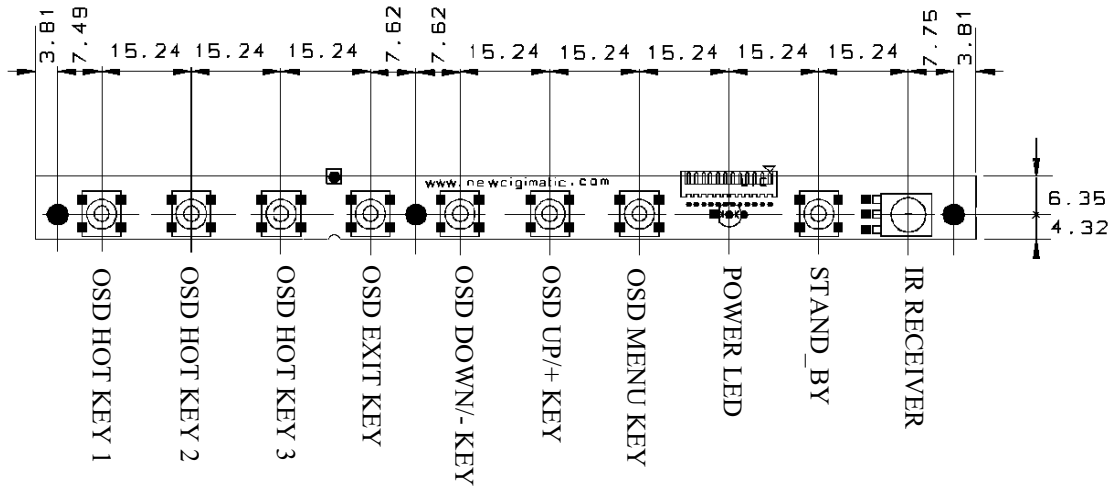 3.81
7.49
15.24
15.24
15.24
7.62
7.62
15.24
15.24
15.24
15.24
15.24
7.75
3.81
www.newcigimatic.com
6.35
4.32
OSD HOT KEY 1
OSD HOT KEY 2
OSD HOT KEY 3
OSD EXIT KEY
OSD DOWN/- KEY
OSD UP/+ KEY
OSD MENU KEY
POWER LED
STAND_BY
IR RECEIVER